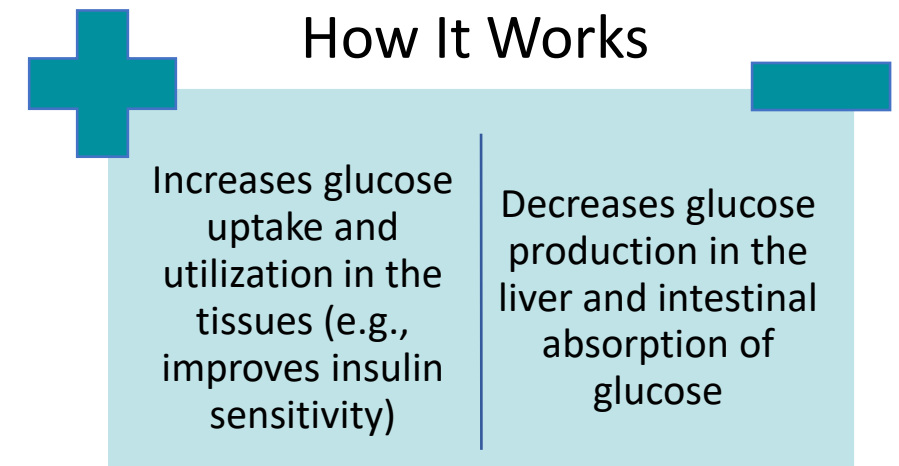 How It Works
Increases glucose
uptake and
utilization in the
tissues (e.g.,
improves insulin
sensitivity)
Decreases glucose
production in the
liver and intestinal
absorption of
glucose